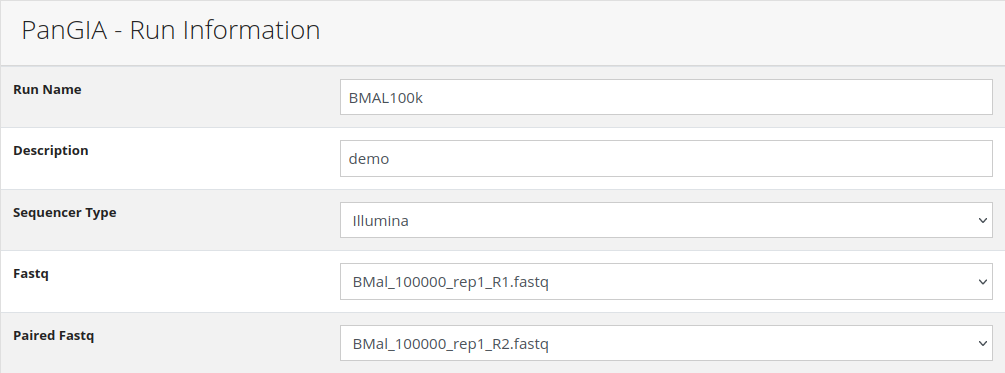 PanGIA - Run Information
Run Name
BMAL100k
Description
demo
Sequencer Type
Illumina
Fastq
BMal_100000_rep1_R1.fastq
Paired Fastq
BMal_100000_rep1_R2.fastq